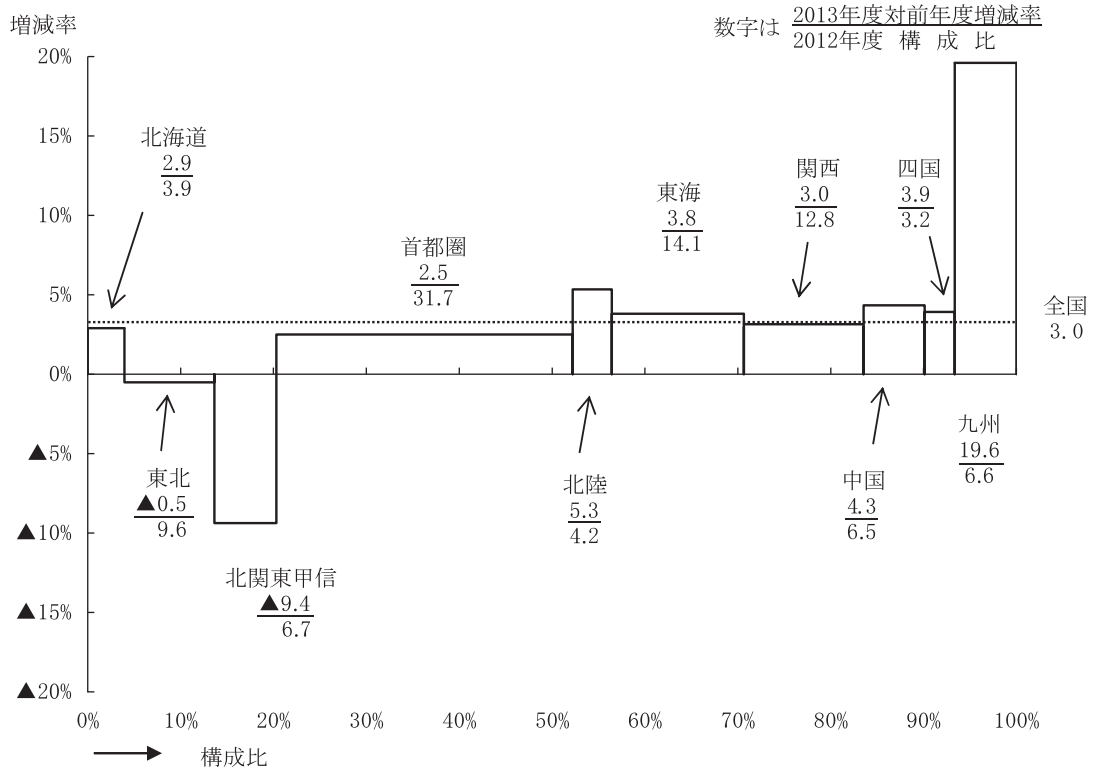 増減率
数字は 2013年度対前年度増減率
2012年度 構 成 比
20%
15%
10%
5%
0%
▲5%
▲10%
▲15%
▲20%
北海道
2.9
3.9
東北
▲0.5
9.6
北関東甲信
▲9.4
6.7
首都圏
2.5
31.7
北陸
5.3
4.2
東海
3.8
14.1
関西
3.0
12.8
中国
4.3
6.5
四国
3.9
3.2
九州
19.6
6.6
全国
3.0
0% 10% 20% 30% 40% 50% 60% 70% 80% 90% 100%
構成比